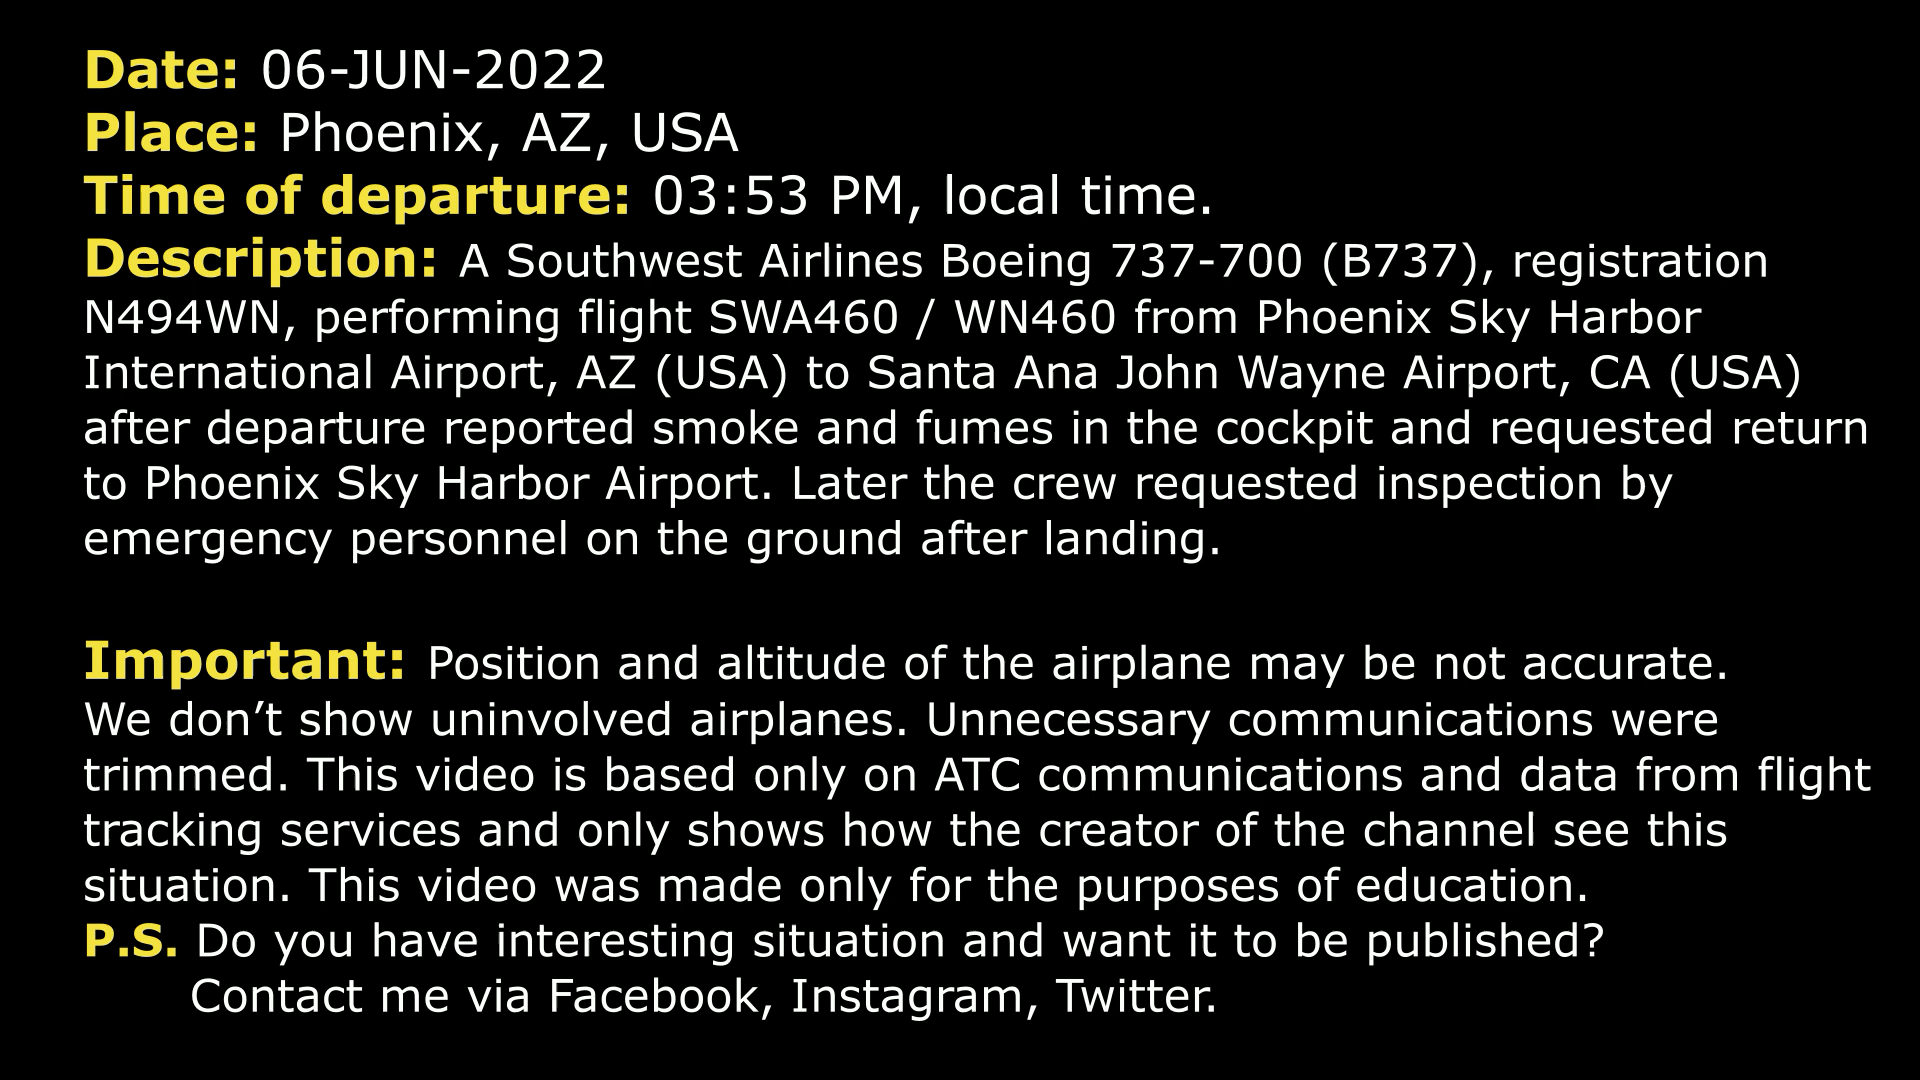 Date: 06-JUN-2022
Place: Phoenix, AZ, USA
Time of departure: 03:53 PM, local time.
Description: A Southwest Airlines Boeing 737-700 (B737), registration
N494WN, performing flight SWA460 / WN460 from Phoenix Sky Harbor
International Airport, AZ (USA) to Santa Ana John Wayne Airport, CA (USA)
after departure reported smoke and fumes in the cockpit and requested return
to Phoenix Sky Harbor Airport. Later the crew requested inspection by
emergency personnel on the ground after landing.
Important: Position and altitude of the airplane may be not accurate.
We don’t show uninvolved airplanes. Unnecessary communications were
trimmed. This video is based only on ATC communications and data from flight
tracking services and only shows how the creator of the channel see this
situation. This video was made only for the purposes of education.
P.S. Do you have interesting situation and want it to be published?
Contact me via Facebook, Instagram, Twitter.